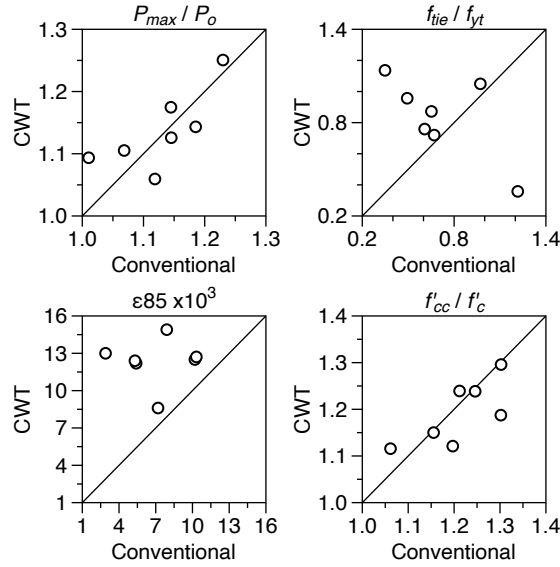 P_max / P_o
1.3
1.2
1.1
1.0
CWT
1.0 1.1 1.2 1.3
Conventional
f_tie / f_yt
1.4
0.8
0.2
CWT
0.2 0.8 1.4
Conventional
ε85 x10³
16
13
10
7
4
1
CWT
1 4 7 10 13 16
Conventional
f'_cc / f'_c
1.4
1.3
1.2
1.1
1.0
CWT
1.0 1.1 1.2 1.3 1.4
Conventional